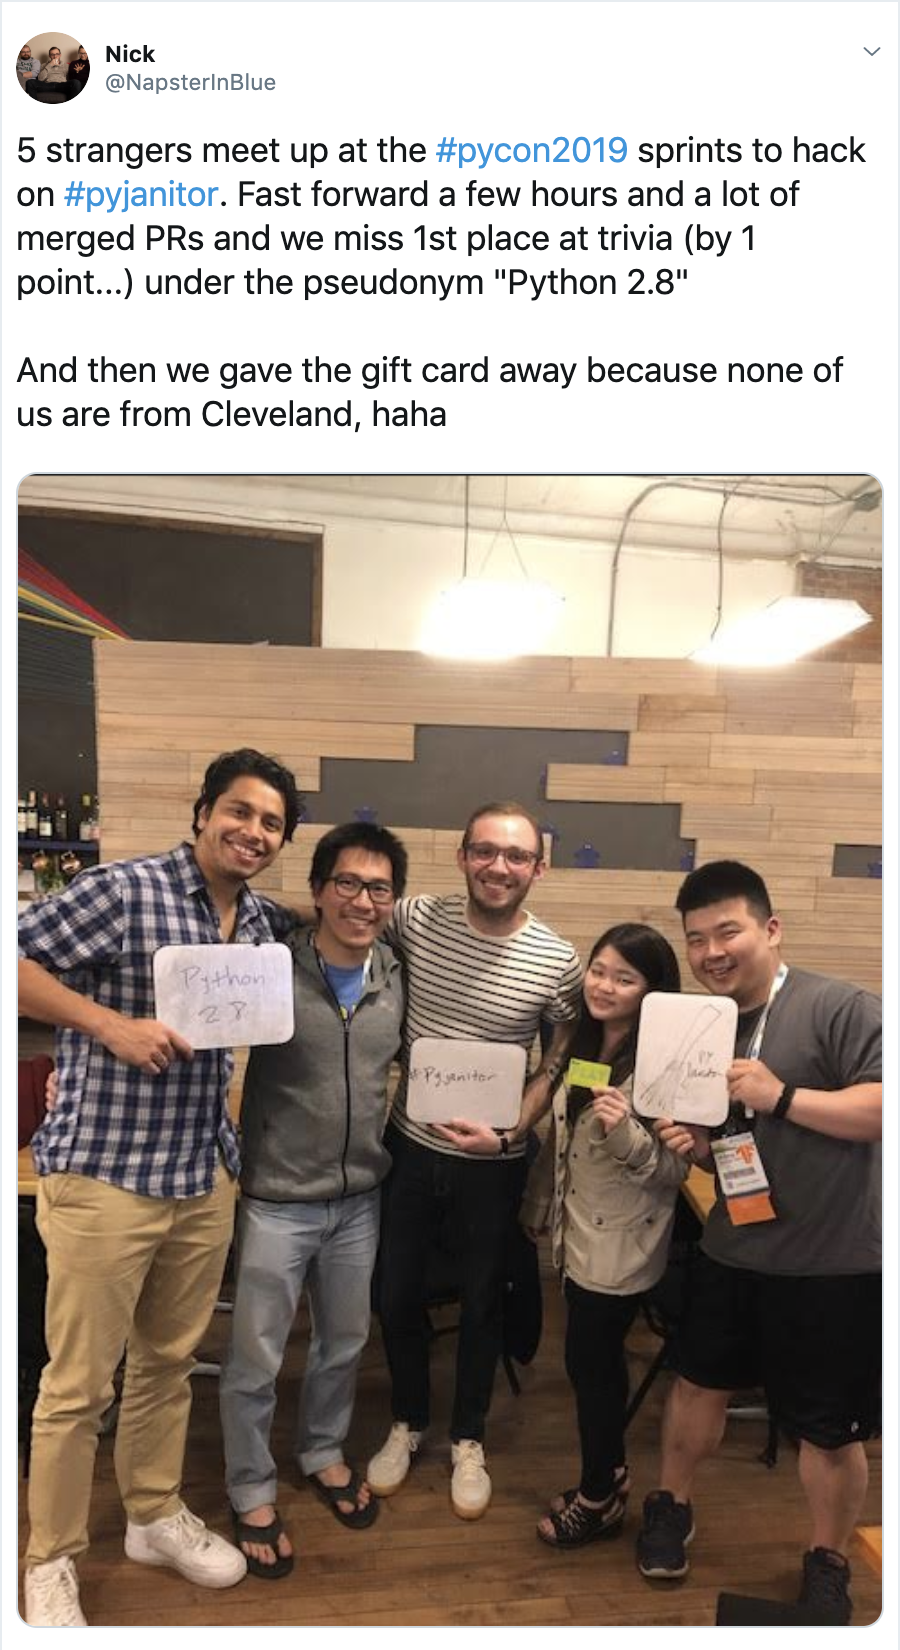 Nick
@NapsterInBlue
5 strangers meet up at the #pycon2019 sprints to hack
on #pyjanitor. Fast forward a few hours and a lot of
merged PRs and we miss 1st place at trivia (by 1
point...) under the pseudonym "Python 2.8"
And then we gave the gift card away because none of
us are from Cleveland, haha
Python
2 8
#Pyjanitor
PY